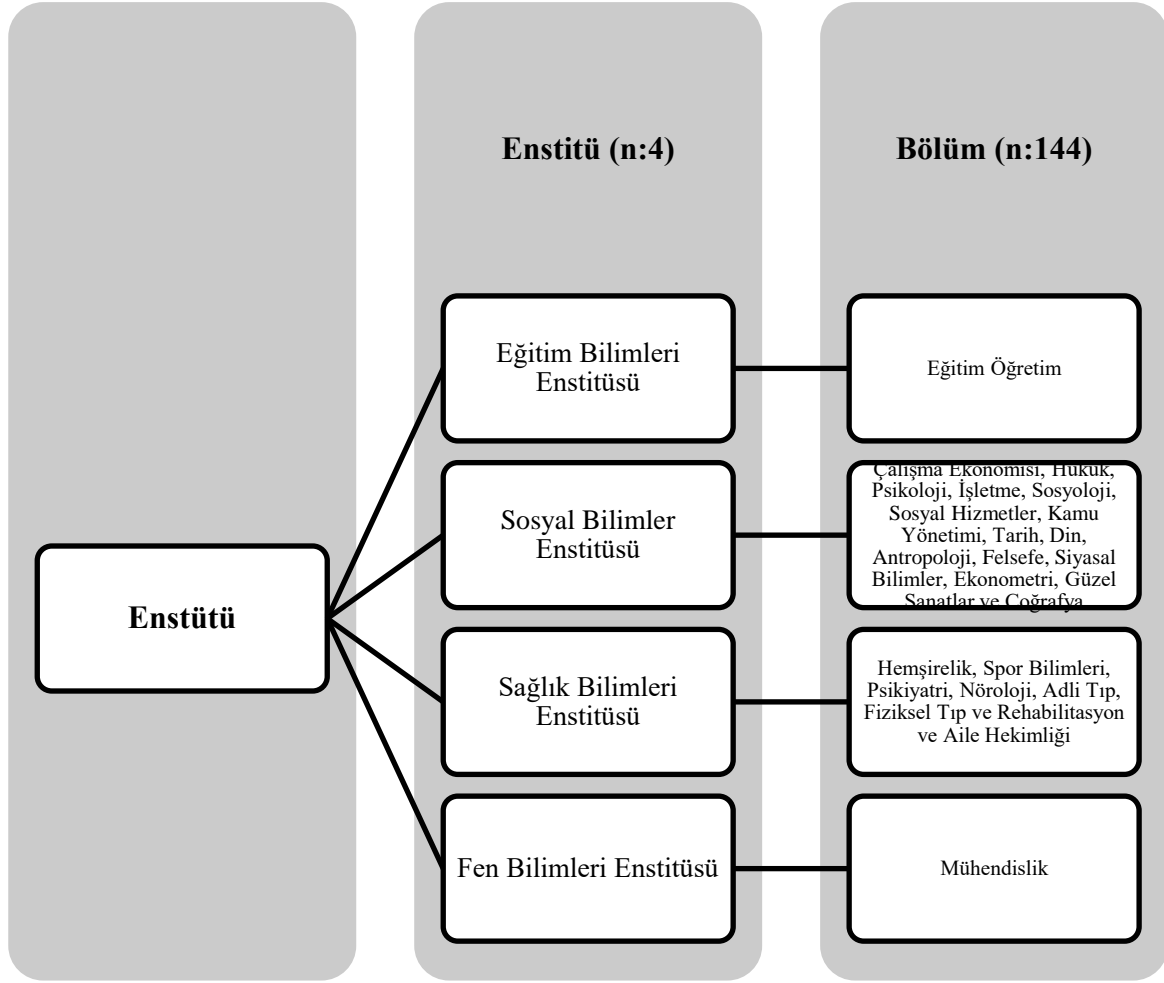 Enstitü (n:4)
Bölüm (n:144)
Enstütü
Eğitim Bilimleri
Enstitüsü
Eğitim Öğretim
Sosyal Bilimler
Enstitüsü
Çalışma Ekonomisi, Hukuk,
Psikoloji, İşletme, Sosyoloji,
Sosyal Hizmetler, Kamu
Yönetimi, Tarih, Din,
Antropoloji, Felsefe, Siyasal
Bilimler, Ekonometri, Güzel
Sanatlar ve Coğrafya
Sağlık Bilimleri
Enstitüsü
Hemşirelik, Spor Bilimleri,
Psikiyatri, Nöroloji, Adli Tıp,
Fiziksel Tıp ve Rehabilitasyon
ve Aile Hekimliği
Fen Bilimleri Enstitüsü
Mühendislik